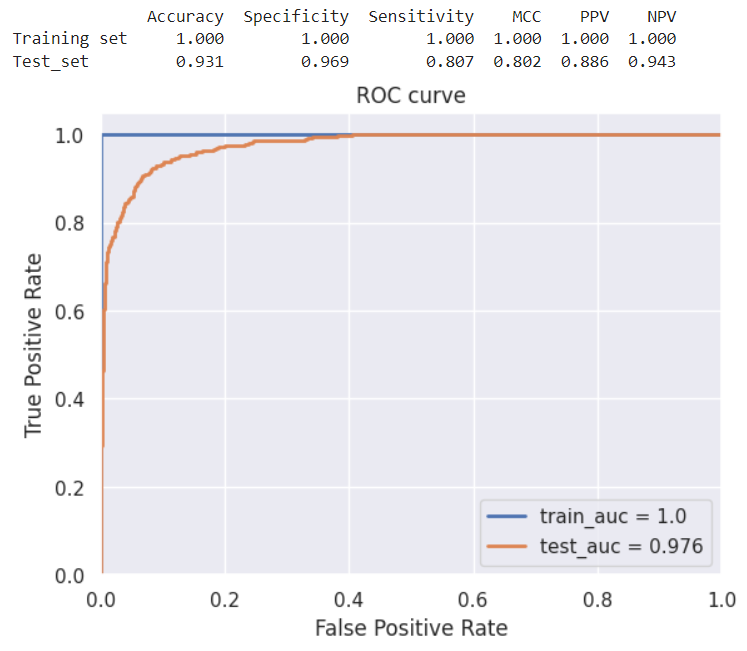 Accuracy Specificity Sensitivity MCC PPV NPV
Training set 1.000 1.000 1.000 1.000 1.000 1.000
Test_set 0.931 0.969 0.807 0.802 0.886 0.943
ROC curve
1.0
0.8
0.6
0.4
0.2
0.0
True Positive Rate
train_auc = 1.0
test_auc = 0.976
0.0 0.2 0.4 0.6 0.8 1.0
False Positive Rate